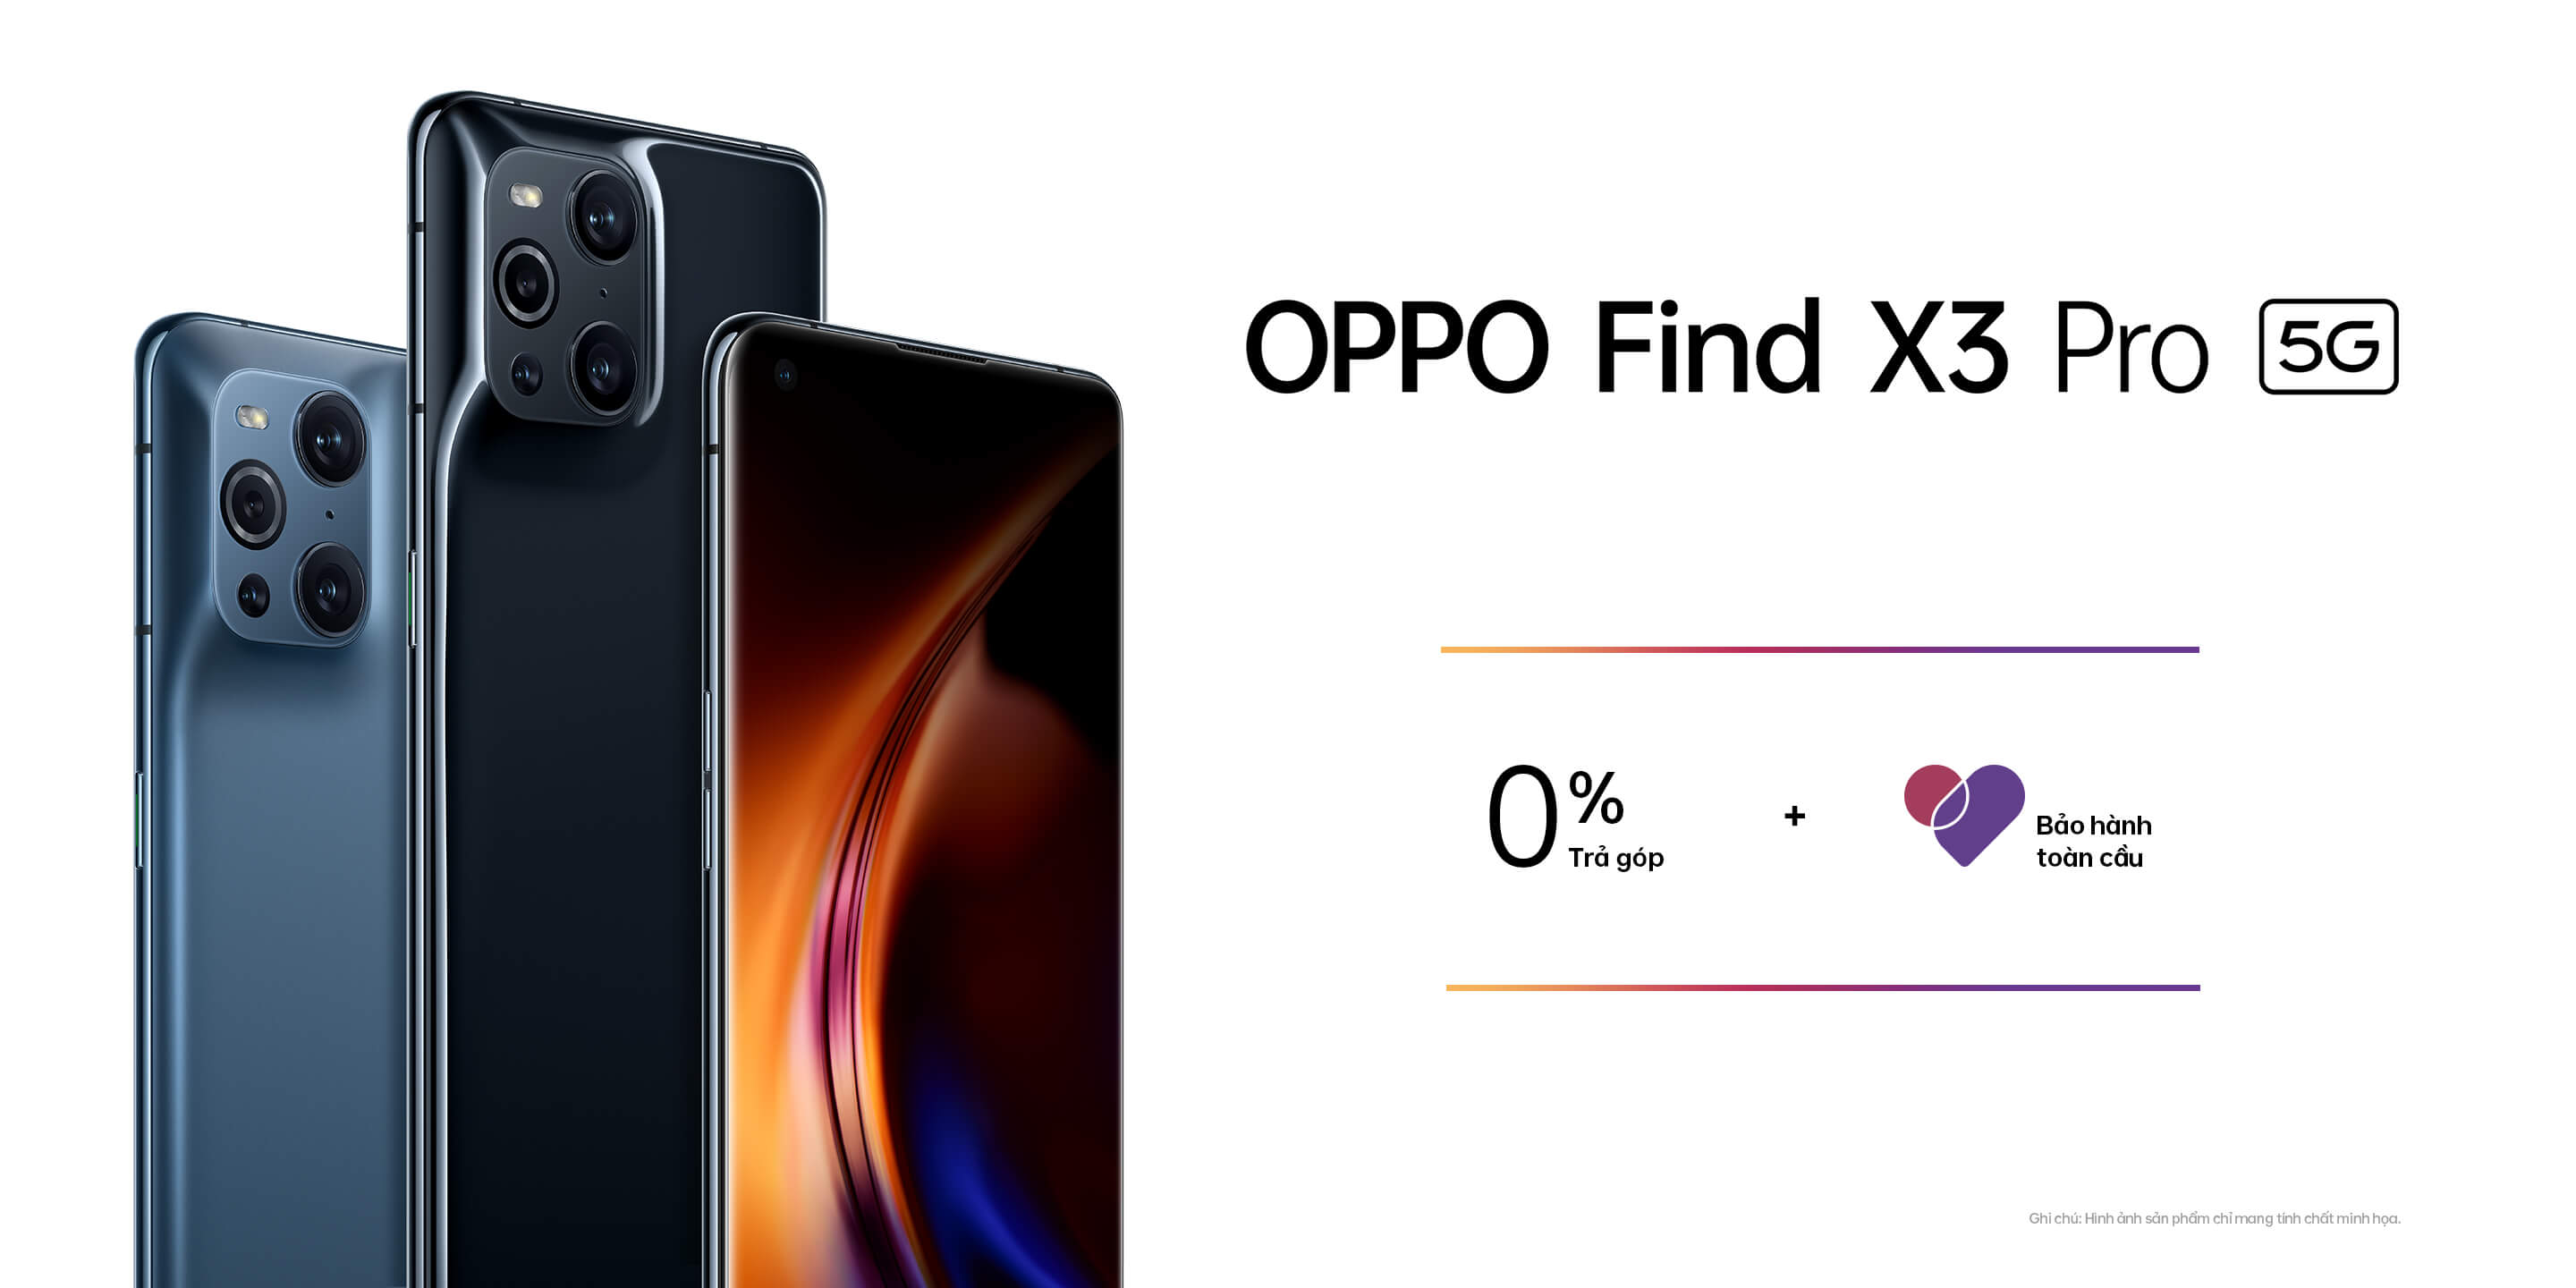 OPPO Find X3 Pro 5G
0%
Trả góp
+
Bảo hành
toàn cầu
Ghi chú: Hình ảnh sản phẩm chỉ mang tính chất minh họa.